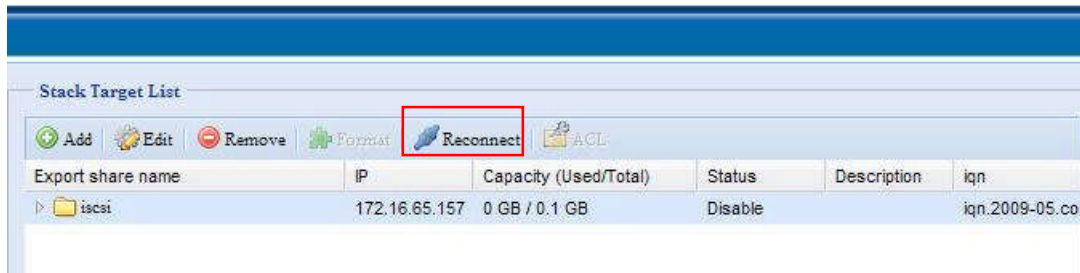 Stack Target List
Add Edit Remove Format Reconnect ACL
Export share name IP Capacity (Used/Total) Status Description iqn
iscsi 172.16.65.157 0 GB / 0.1 GB Disable iqn.2009-05.co